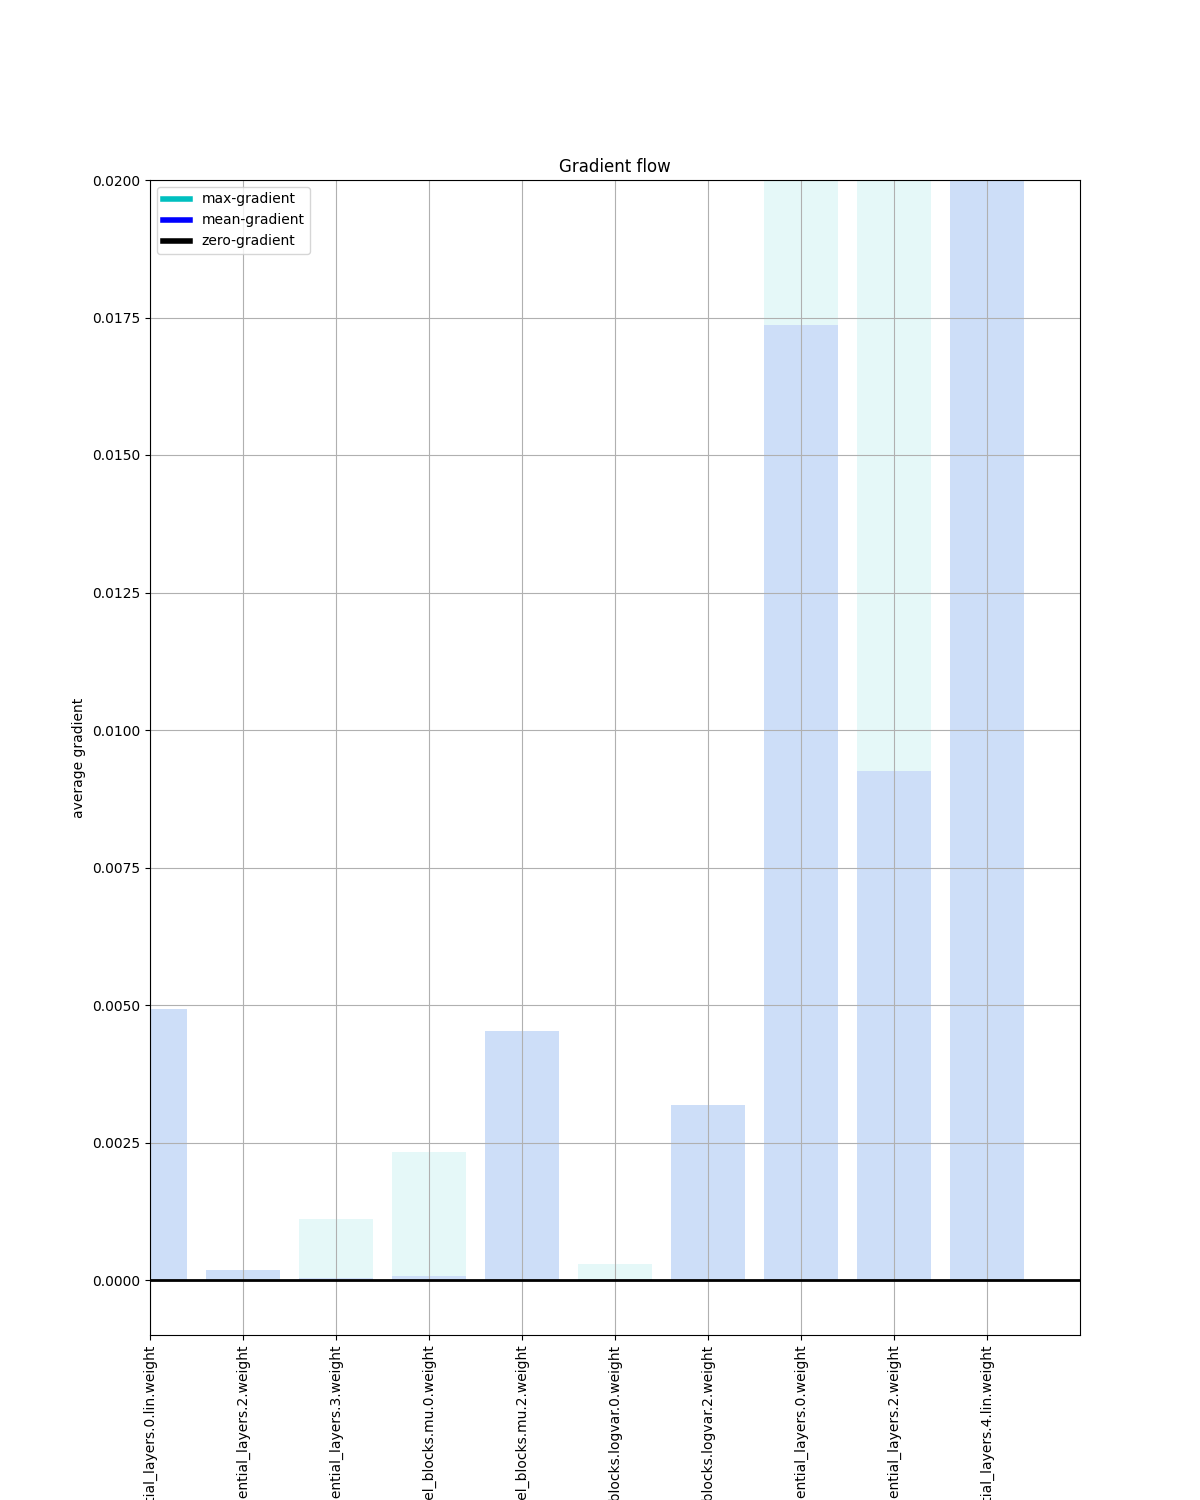 Gradient flow
max-gradient
mean-gradient
zero-gradient
0.0200
0.0175
0.0150
0.0125
0.0100
0.0075
0.0050
0.0025
0.0000
average gradient
tial_layers.0.lin.weight
ential_layers.2.weight
ential_layers.3.weight
el_blocks.mu.0.weight
el_blocks.mu.2.weight
blocks.logvar.0.weight
blocks.logvar.2.weight
ential_layers.0.weight
ential_layers.2.weight
tial_layers.4.lin.weight